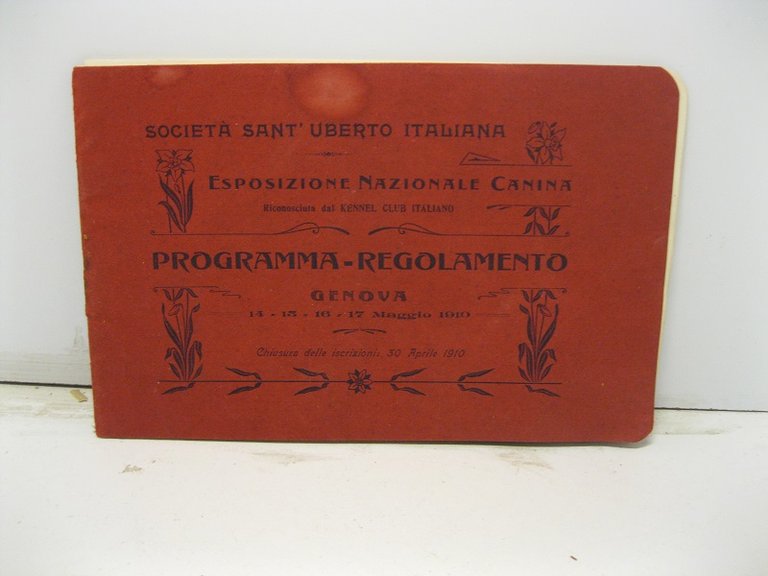 SOCIETÀ SANT' UBERTO ITALIANA
ESPOSIZIONE NAZIONALE CANINA
Riconosciuta dal KENNEL CLUB ITALIANO
PROGRAMMA-REGOLAMENTO
GENOVA
14 - 15 - 16 - 17 Maggio 1910
Chiusura delle iscrizioni: 30 Aprile 1910